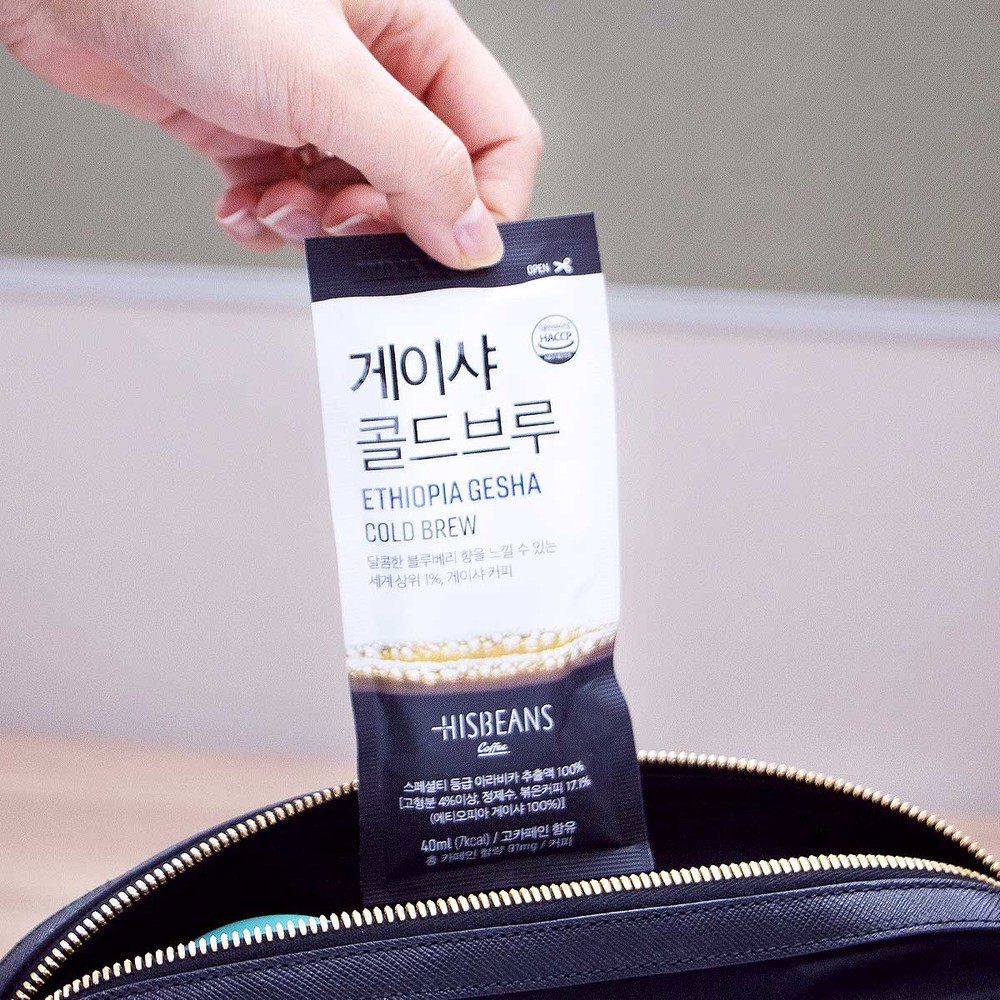 OPEN
HACCP
게이샤
콜드브루
ETHIOPIA GESHA
COLD BREW
달콤한 블루베리 향을 느낄 수 있는
세계 상위 1%, 게이샤 커피
HISBEANS
Coffee
스페셜티 등급 아라비카 추출액 100%
[고형분 4%이상, 정제수, 볶은커피 17.1%
(에티오피아 게이샤 100%)]
40ml (7kcal) / 고카페인 함유
총 카페인 함량 91mg / 커피